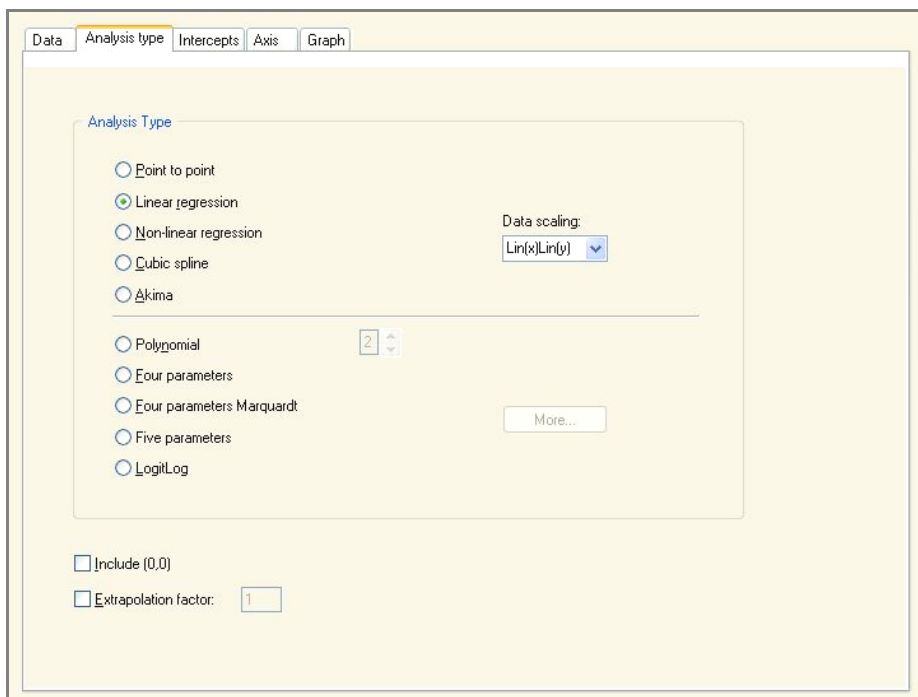 Data Analysis type Intercepts Axis Graph
Analysis Type
Point to point
Linear regression
Non-linear regression
Data scaling:
Lin(x)Lin(y)
Cubic spline
Akima
Polynomial 2
Four parameters
Four parameters Marquardt
More...
Five parameters
LogitLog
Include (0,0)
Extrapolation factor: 1